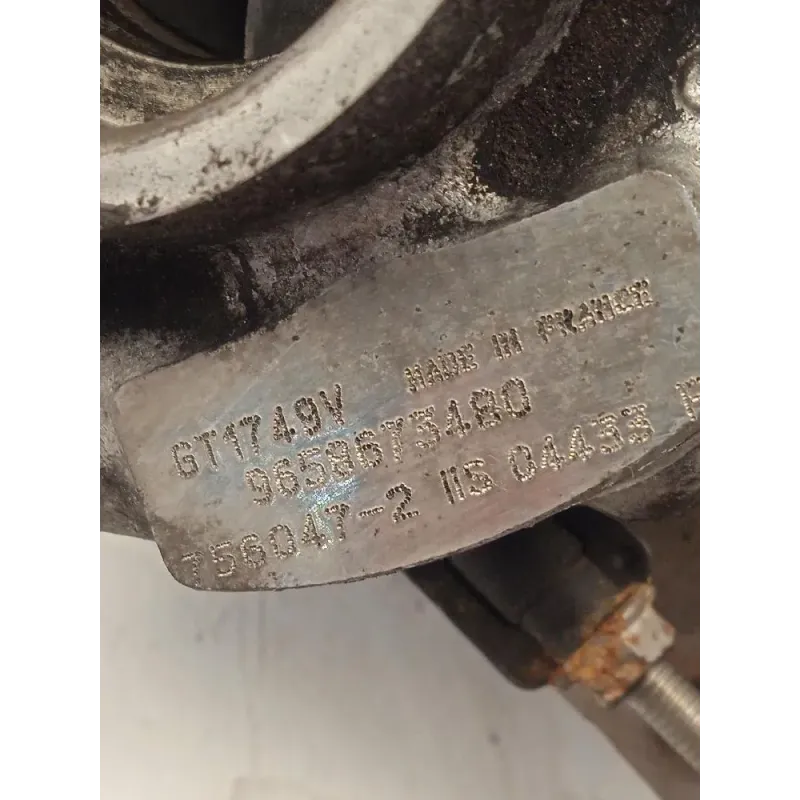 GT1749V MADE IN FRANCE
9658673480
756047-2 IIS 04433 F